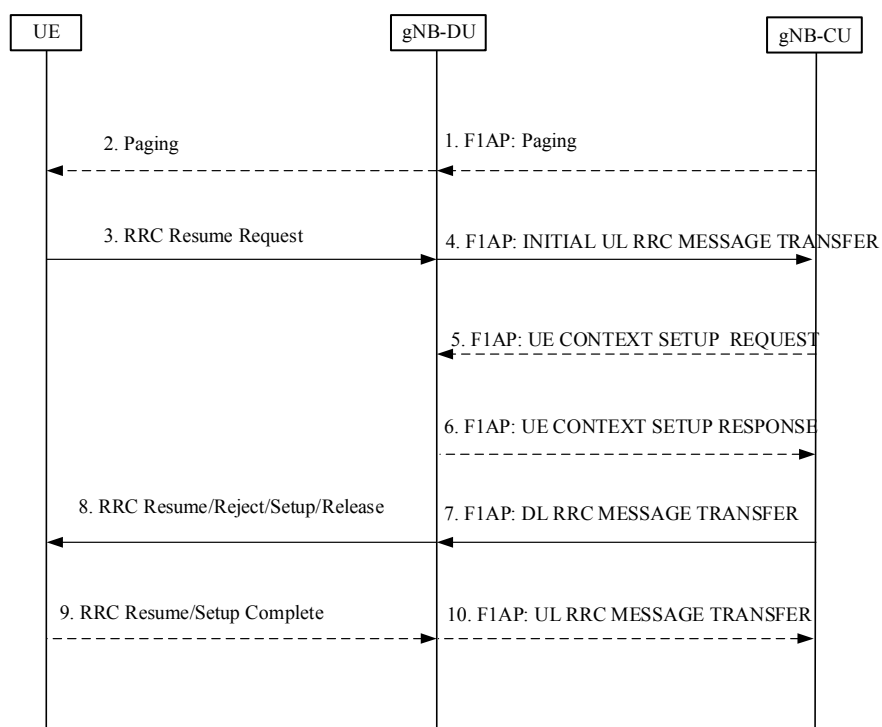 UE
gNB-DU
gNB-CU
2. Paging
1. F1AP: Paging
3. RRC Resume Request
4. F1AP: INITIAL UL RRC MESSAGE TRANSFER
5. F1AP: UE CONTEXT SETUP REQUEST
6. F1AP: UE CONTEXT SETUP RESPONSE
8. RRC Resume/Reject/Setup/Release
7. F1AP: DL RRC MESSAGE TRANSFER
9. RRC Resume/Setup Complete
10. F1AP: UL RRC MESSAGE TRANSFER